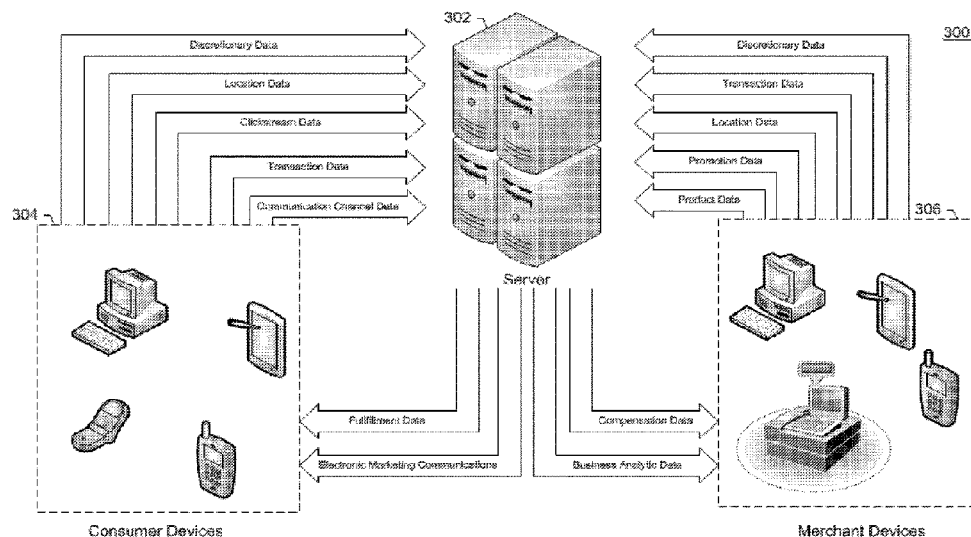 302
300
Discretionary Data
Discretionary Data
Location Data
Transaction Data
Clickstream Data
Location Data
Transaction Data
Promotion Data
Communication Channel Data
Product Data
304
306
Server
Fulfillment Data
Compensation Data
Electronic Marketing Communications
Business Analytic Data
Consumer Devices
Merchant Devices